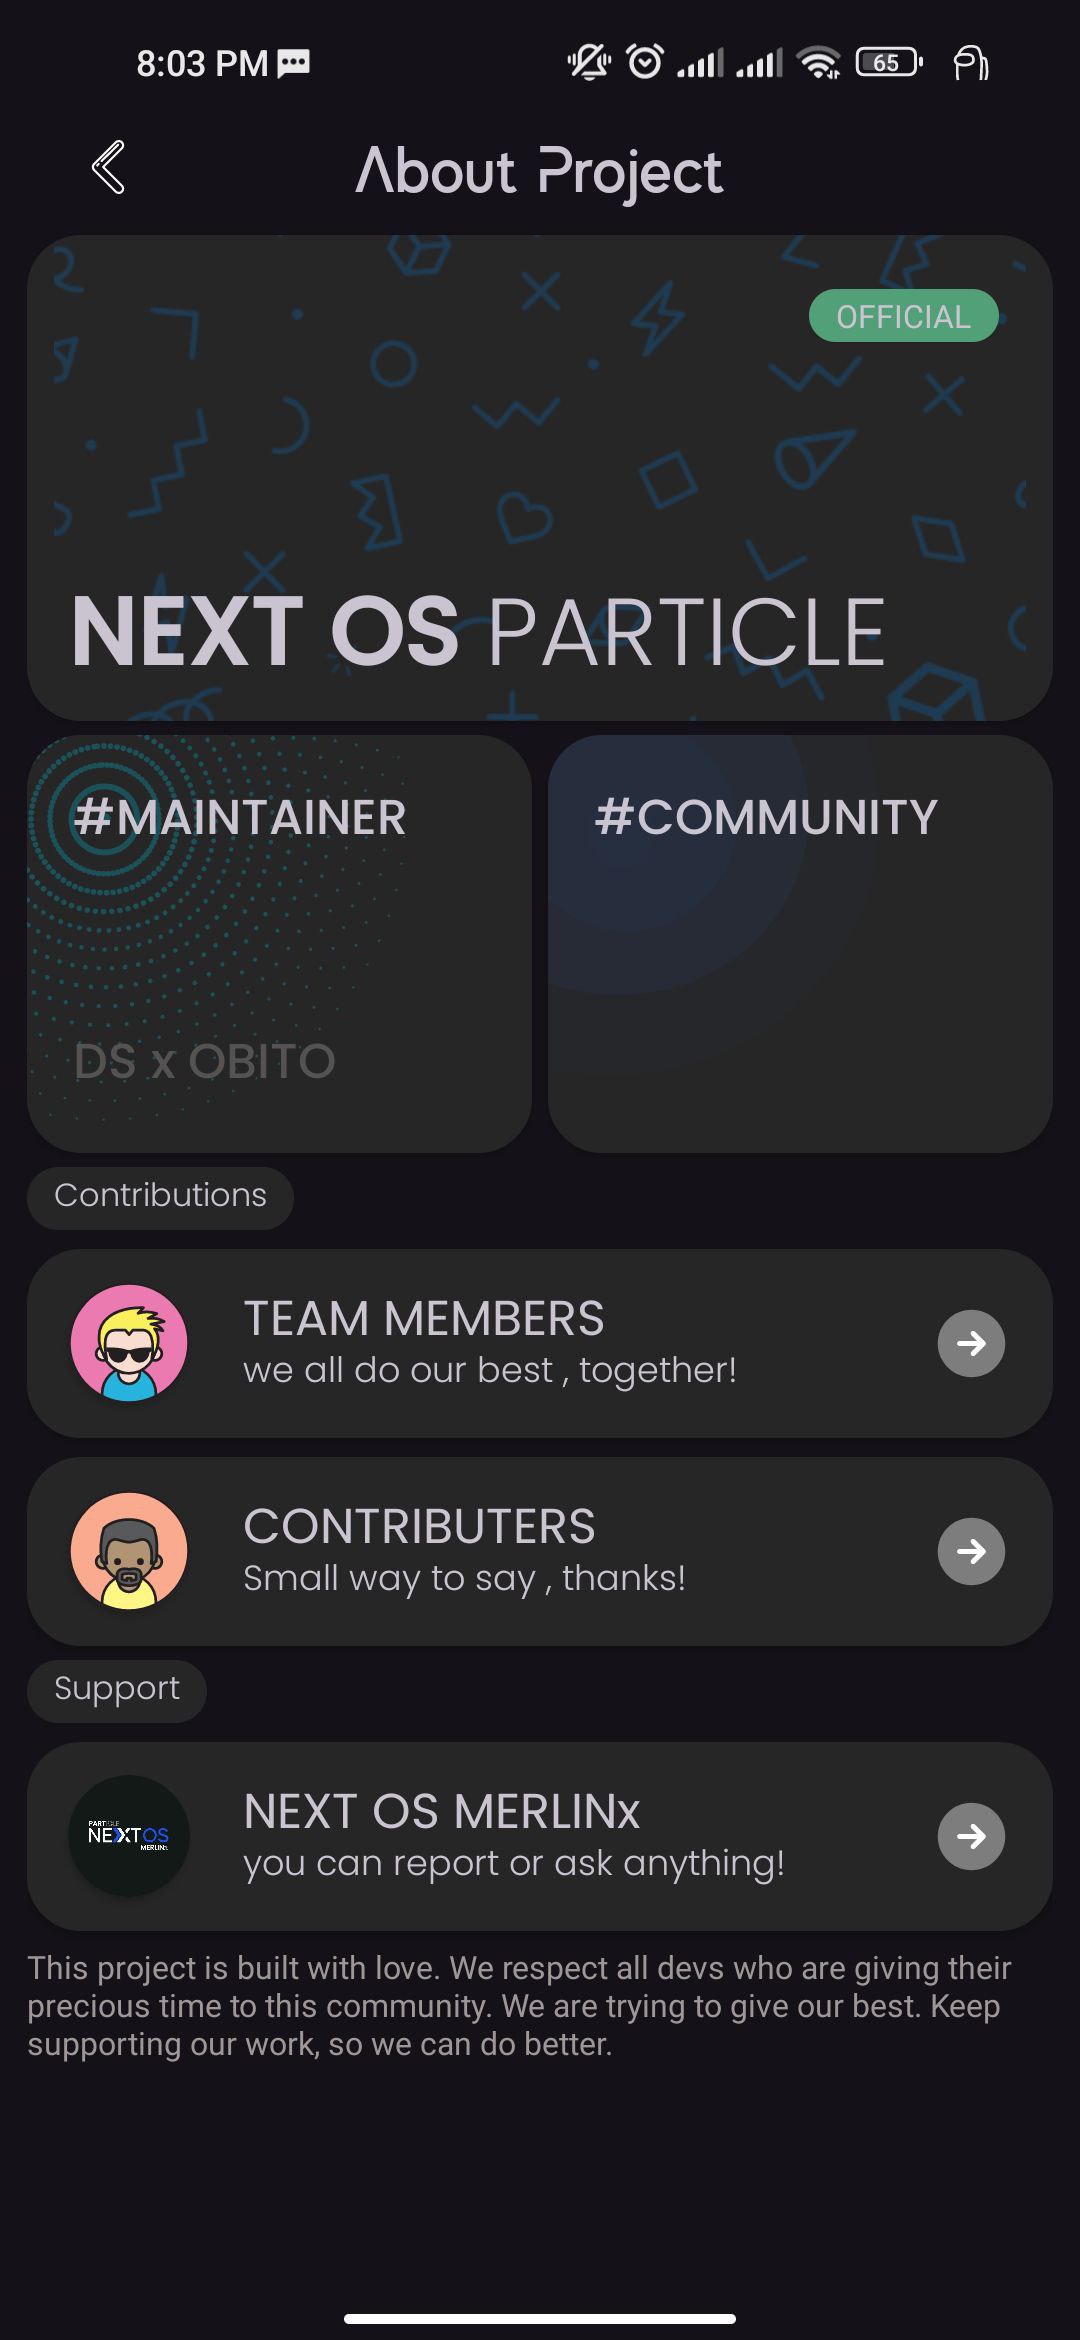 8:03 PM
65
About Project
OFFICIAL
NEXT OS PARTICLE
#MAINTAINER
#COMMUNITY
DS x OBITO
Contributions
TEAM MEMBERS
we all do our best , together!
CONTRIBUTERS
Small way to say , thanks!
Support
PARTICLE
NEXTOS
MERLINx
NEXT OS MERLINx
you can report or ask anything!
This project is built with love. We respect all devs who are giving their
precious time to this community. We are trying to give our best. Keep
supporting our work, so we can do better.